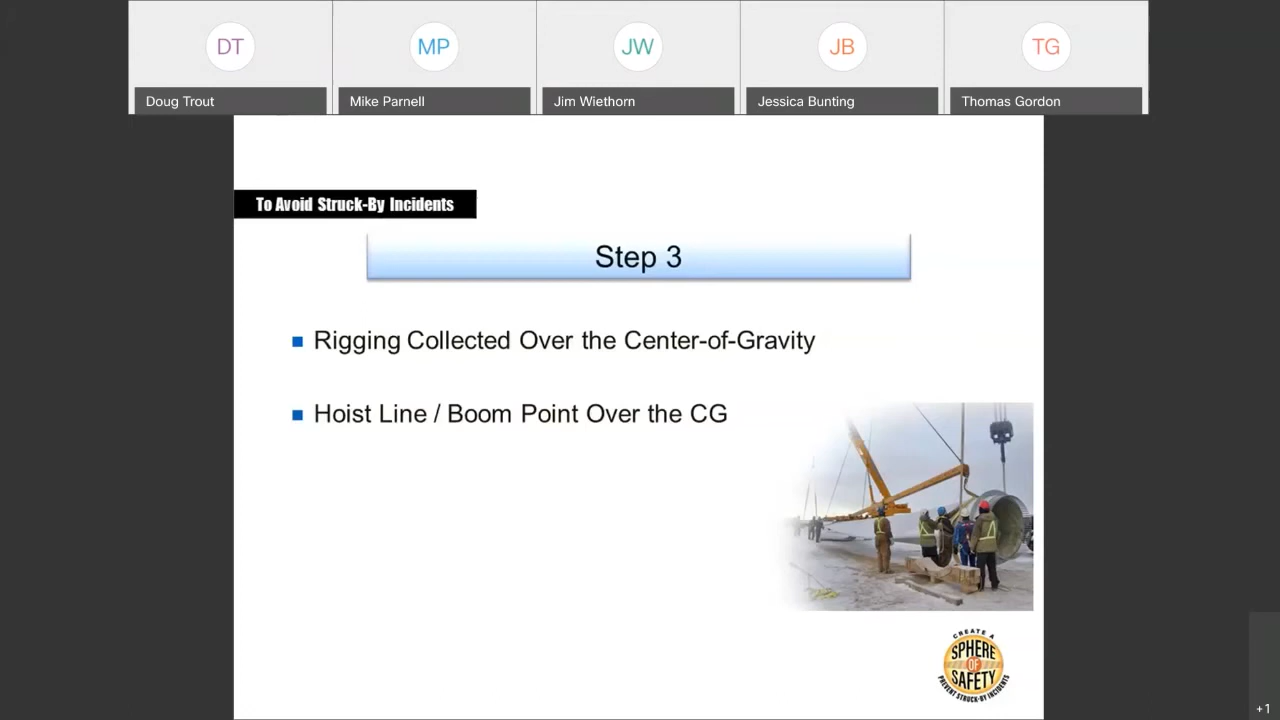 DT
MP
JW
JB
TG
Doug Trout
Mike Parnell
Jim Wiethorn
Jessica Bunting
Thomas Gordon
To Avoid Struck-By Incidents
Step 3
Rigging Collected Over the Center-of-Gravity
Hoist Line / Boom Point Over the CG
CREATE A
SPHERE
OF
SAFETY
PREVENT STRUCK-BY INCIDENTS
+1